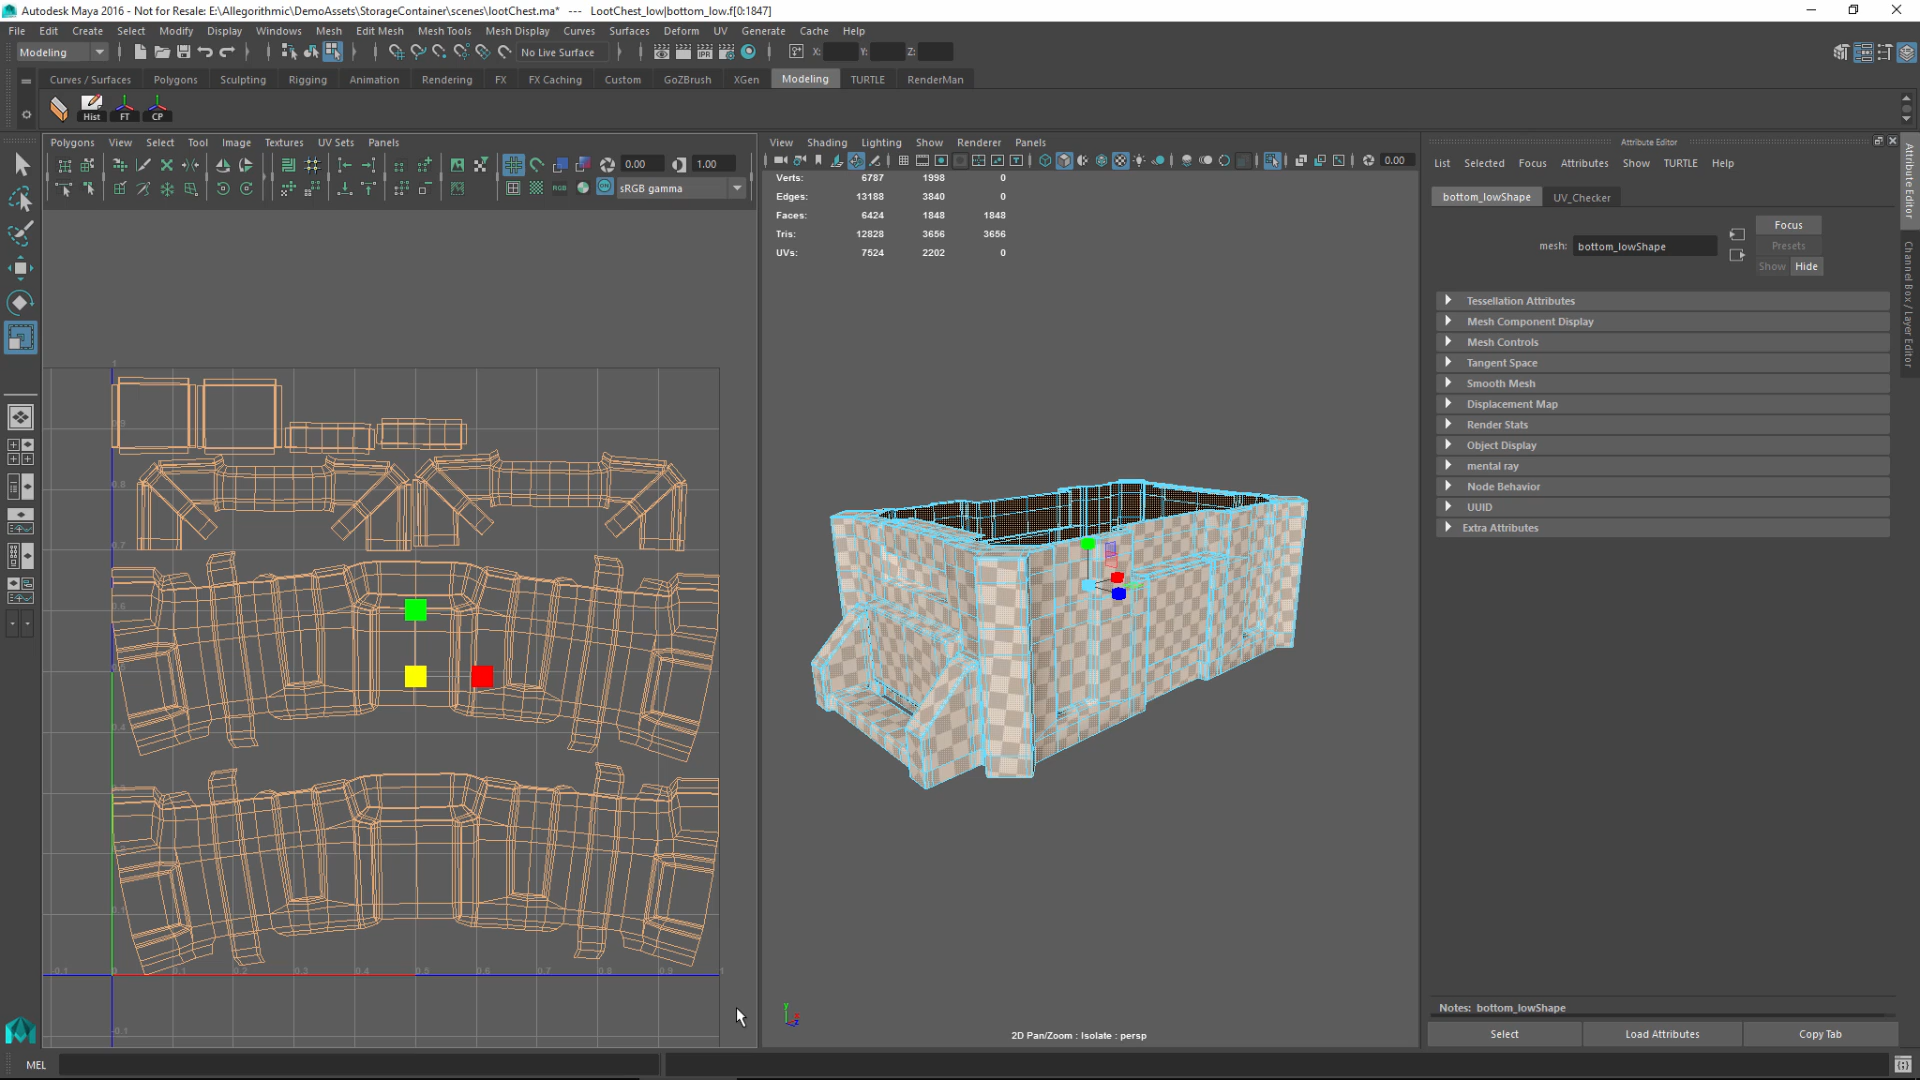 Autodesk Maya 2016 - Not for Resale: E:\Allegorithmic\DemoAssets\StorageContainer\scenes\lootChest.ma* --- LootChest_low|bottom_low.f[0:1847]
File Edit Create Select Modify Display Windows Mesh Edit Mesh Mesh Tools Mesh Display Curves Surfaces Deform UV Generate Cache Help
Modeling No Live Surface X: Y: Z:
Curves / Surfaces Polygons Sculpting Rigging Animation Rendering FX FX Caching Custom GoZBrush XGen Modeling TURTLE RenderMan
Hist FT CP
Polygons View Select Tool Image Textures UV Sets Panels
0.00 1.00
sRGB gamma
View Shading Lighting Show Renderer Panels
0.00
Verts: 6787 1998 0
Edges: 13188 3840 0
Faces: 6424 1848 1848
Tris: 12828 3656 3656
UVs: 7524 2202 0
2D Pan/Zoom : Isolate : persp
Attribute Editor
List Selected Focus Attributes Show TURTLE Help
bottom_lowShape UV_Checker
mesh: bottom_lowShape
Focus
Presets
Show Hide
Tessellation Attributes
Mesh Component Display
Mesh Controls
Tangent Space
Smooth Mesh
Displacement Map
Render Stats
Object Display
mental ray
Node Behavior
UUID
Extra Attributes
Notes: bottom_lowShape
Select Load Attributes Copy Tab
Attribute Editor
Channel Box / Layer Editor
MEL